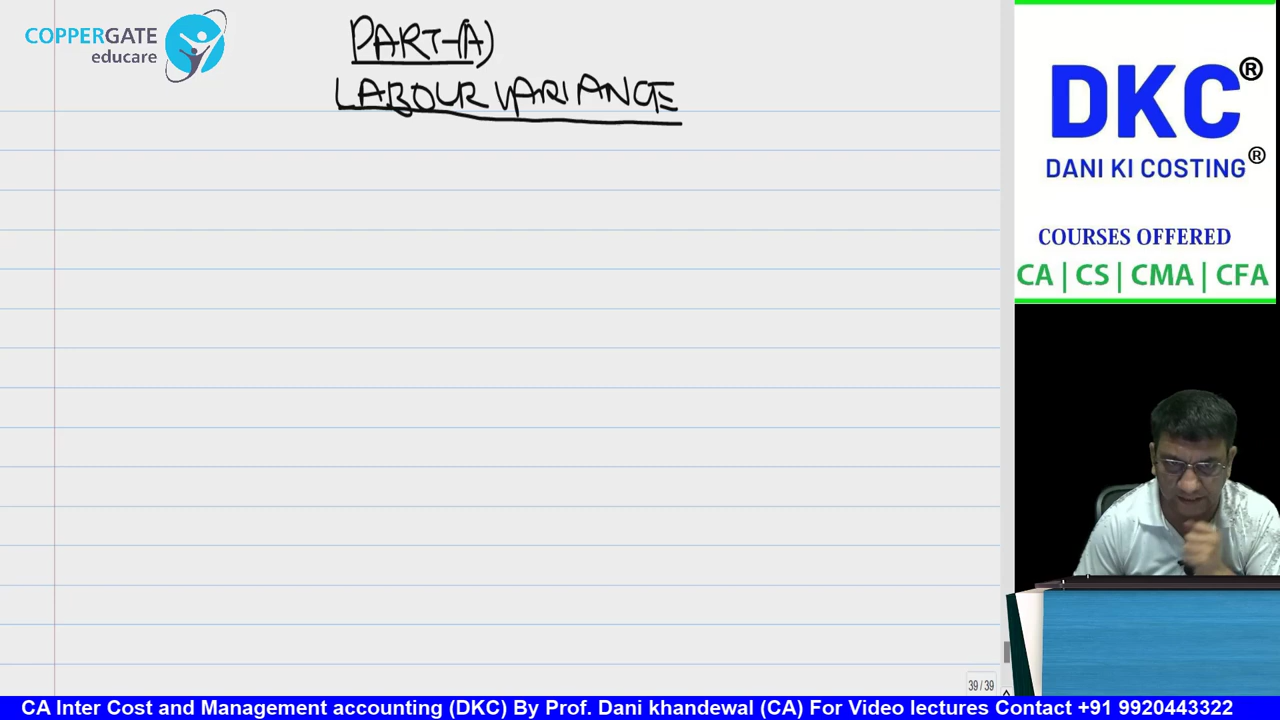 COPPERGATE
educare
PART-(A)
LABOUR VARIANCE
39 / 39
DKC®
DANI KI COSTING®
COURSES OFFERED
CA | CS | CMA | CFA
CA Inter Cost and Management accounting (DKC) By Prof. Dani khandewal (CA) For Video lectures Contact +91 9920443322